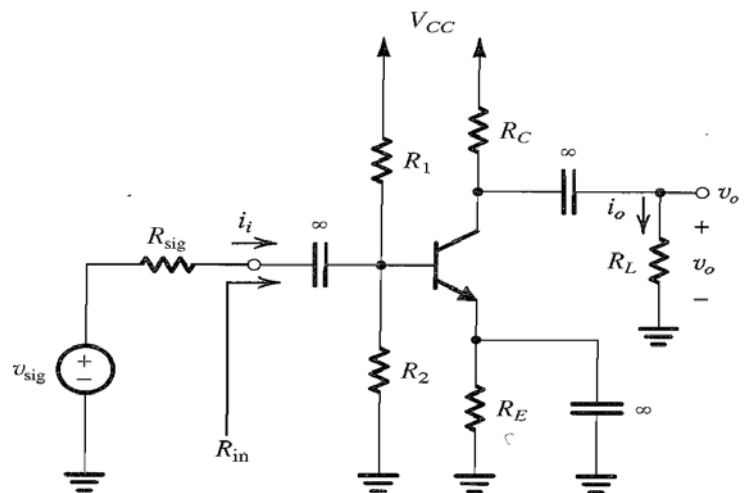 V_CC
R_C
R_1
∞
v_o
i_i
∞
i_o
+
R_sig
R_L
v_o
−
+
−
v_sig
R_2
R_E
∞
R_in